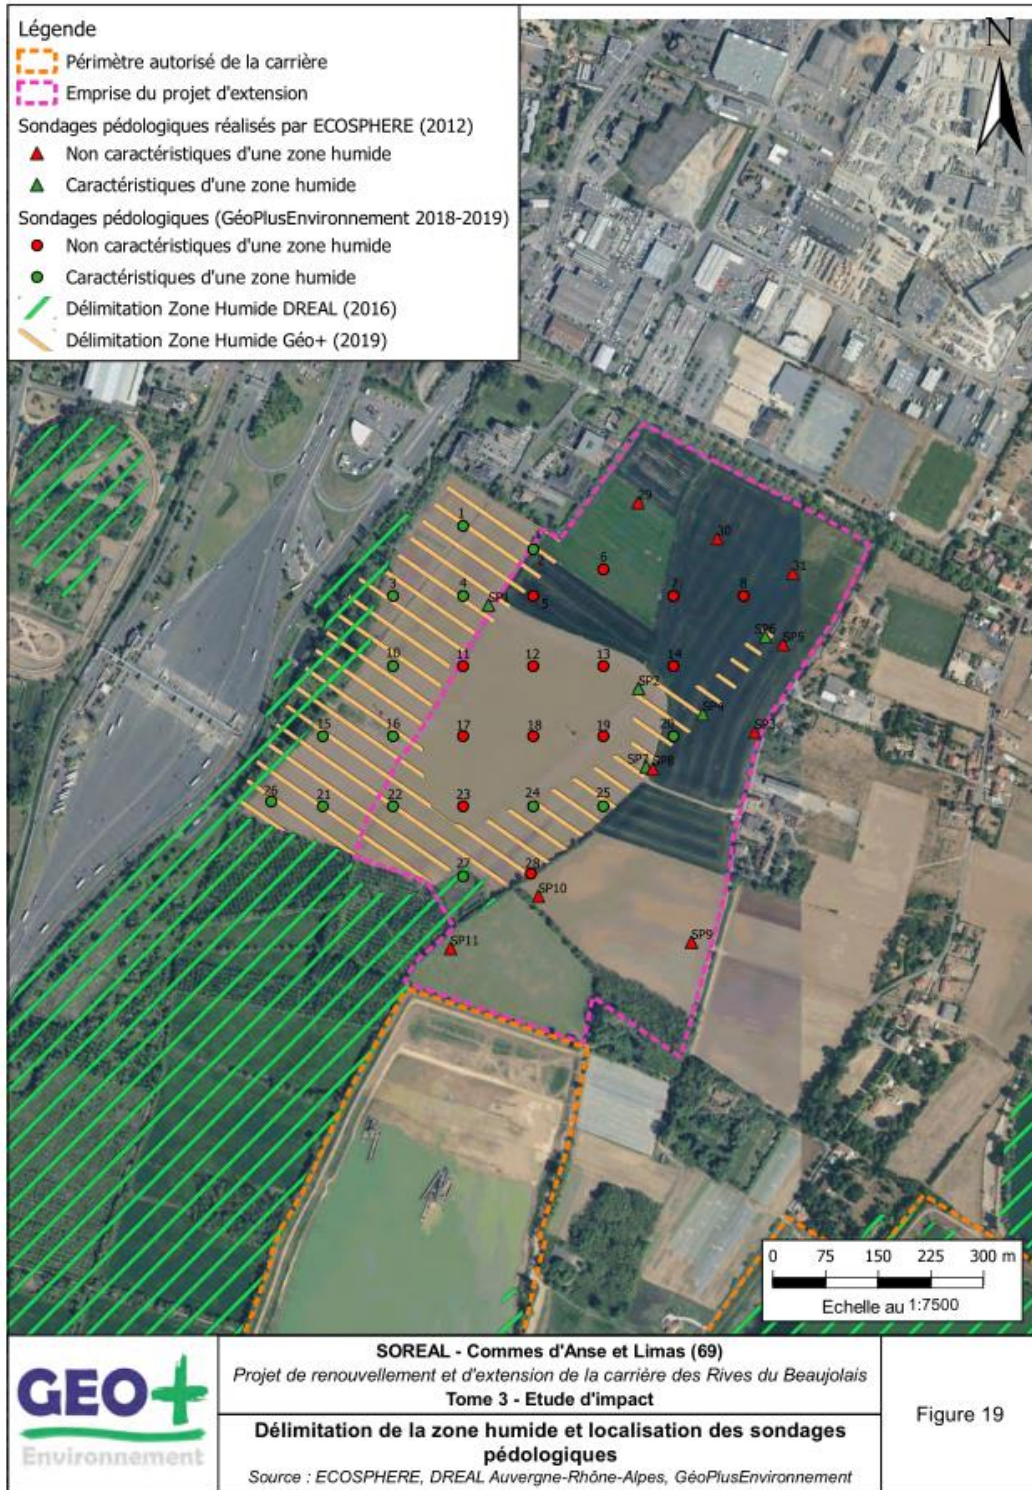 Légende
Périmètre autorisé de la carrière
Emprise du projet d'extension
Sondages pédologiques réalisés par ECOSPHERE (2012)
Non caractéristiques d'une zone humide
Caractéristiques d'une zone humide
Sondages pédologiques (GéoPlusEnvironnement 2018-2019)
Non caractéristiques d'une zone humide
Caractéristiques d'une zone humide
Délimitation Zone Humide DREAL (2016)
Délimitation Zone Humide Géo+ (2019)
N
29
1
30
2
6
31
3
4
SP1
5
7
8
SP6
SP5
10
11
12
13
14
SP2
SP4
15
16
17
18
19
20
SP3
SP7
SP8
26
21
22
23
24
25
27
28
SP10
SP11
SP9
0 75 150 225 300 m
Echelle au 1:7500
GEO+
Environnement
SOREAL - Commes d'Anse et Limas (69)
Projet de renouvellement et d'extension de la carrière des Rives du Beaujolais
Tome 3 - Etude d'impact
Délimitation de la zone humide et localisation des sondages
pédologiques
Source : ECOSPHERE, DREAL Auvergne-Rhône-Alpes, GéoPlusEnvironnement
Figure 19